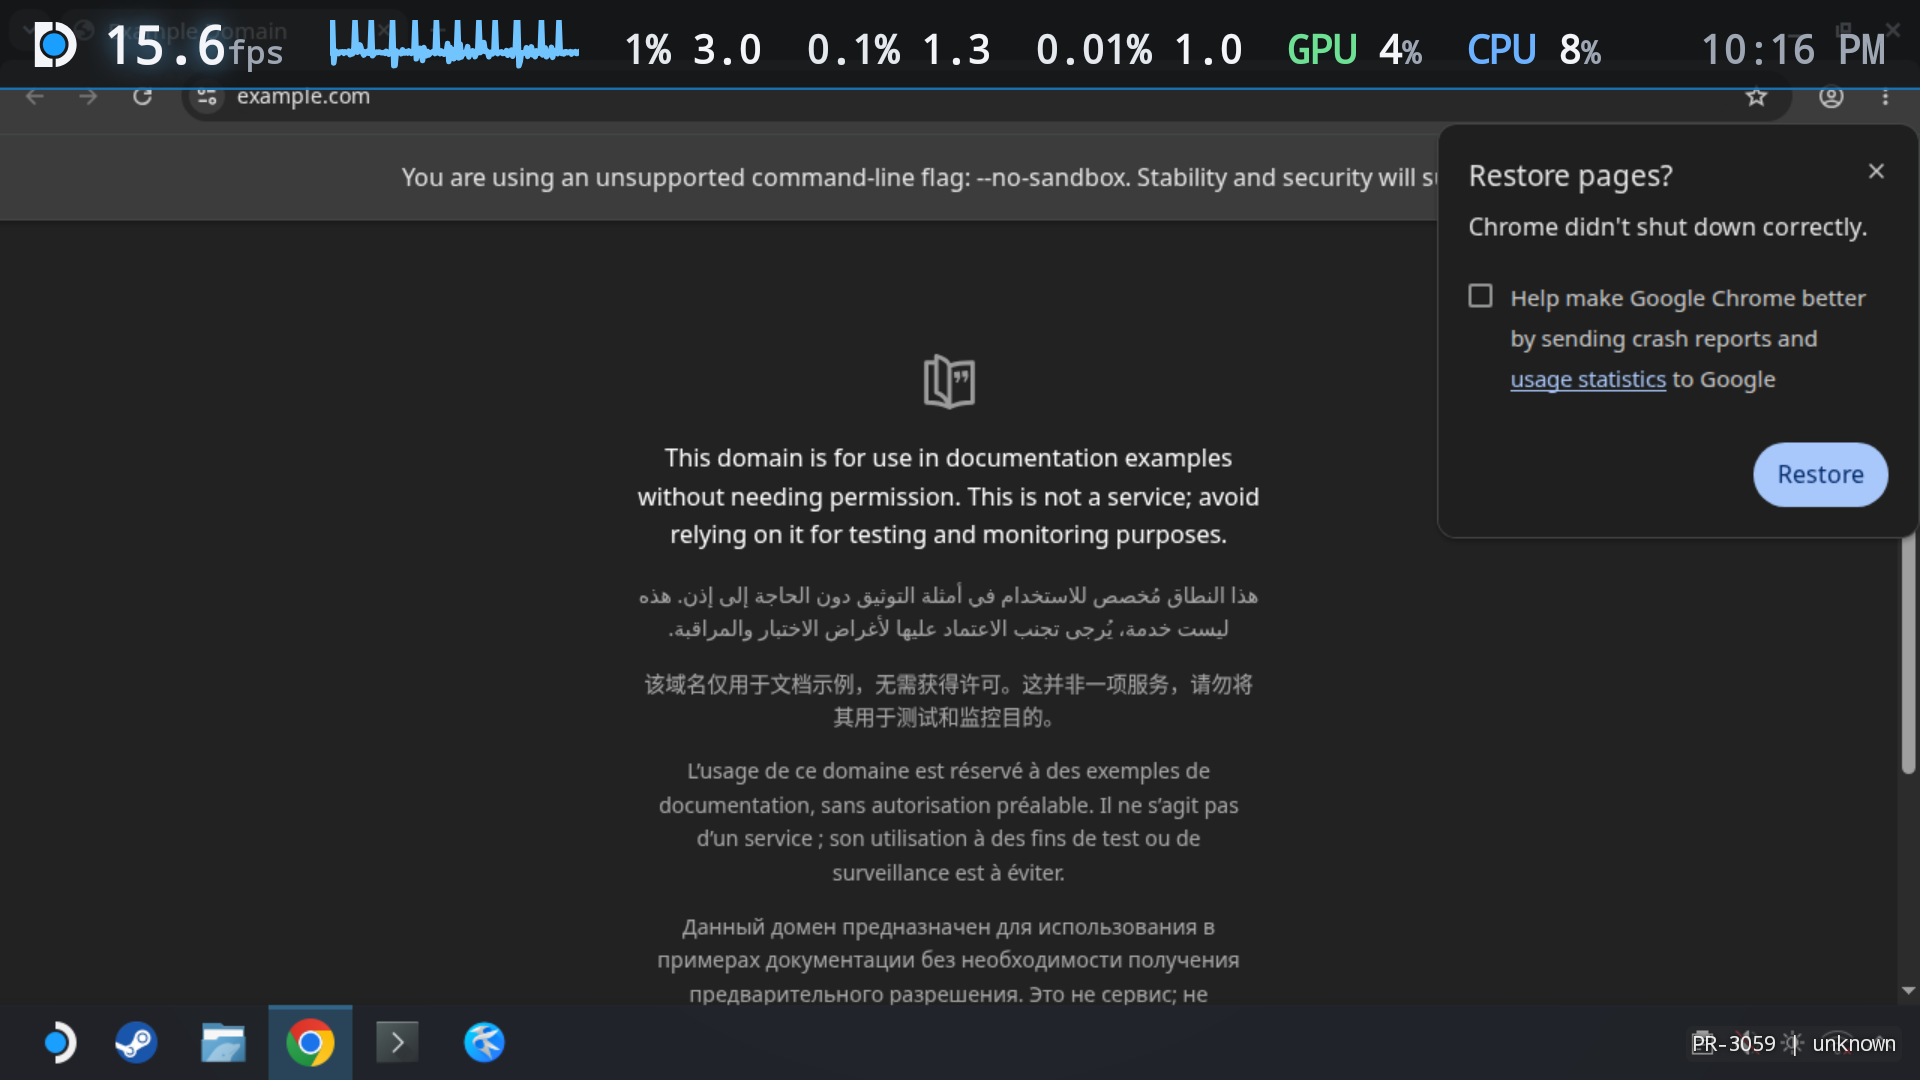 15.6fps 1% 3.0 0.1% 1.3 0.01% 1.0 GPU 4% CPU 8% 10:16 PM
example.com
You are using an unsupported command-line flag: --no-sandbox. Stability and security will su
Restore pages?
Chrome didn't shut down correctly.
Help make Google Chrome better
by sending crash reports and
usage statistics to Google
Restore
This domain is for use in documentation examples
without needing permission. This is not a service; avoid
relying on it for testing and monitoring purposes.
هذا النطاق مُخصص للاستخدام في أمثلة التوثيق دون الحاجة إلى إذن. هذه
ليست خدمة، يُرجى تجنب الاعتماد عليها لأغراض الاختبار والمراقبة.
该域名仅用于文档示例，无需获得许可。这并非一项服务，请勿将
其用于测试和监控目的。
L’usage de ce domaine est réservé à des exemples de
documentation, sans autorisation préalable. Il ne s’agit pas
d’un service ; son utilisation à des fins de test ou de
surveillance est à éviter.
Данный домен предназначен для использования в
примерах документации без необходимости получения
предварительного разрешения. Это не сервис; не
PR-3059 | unknown